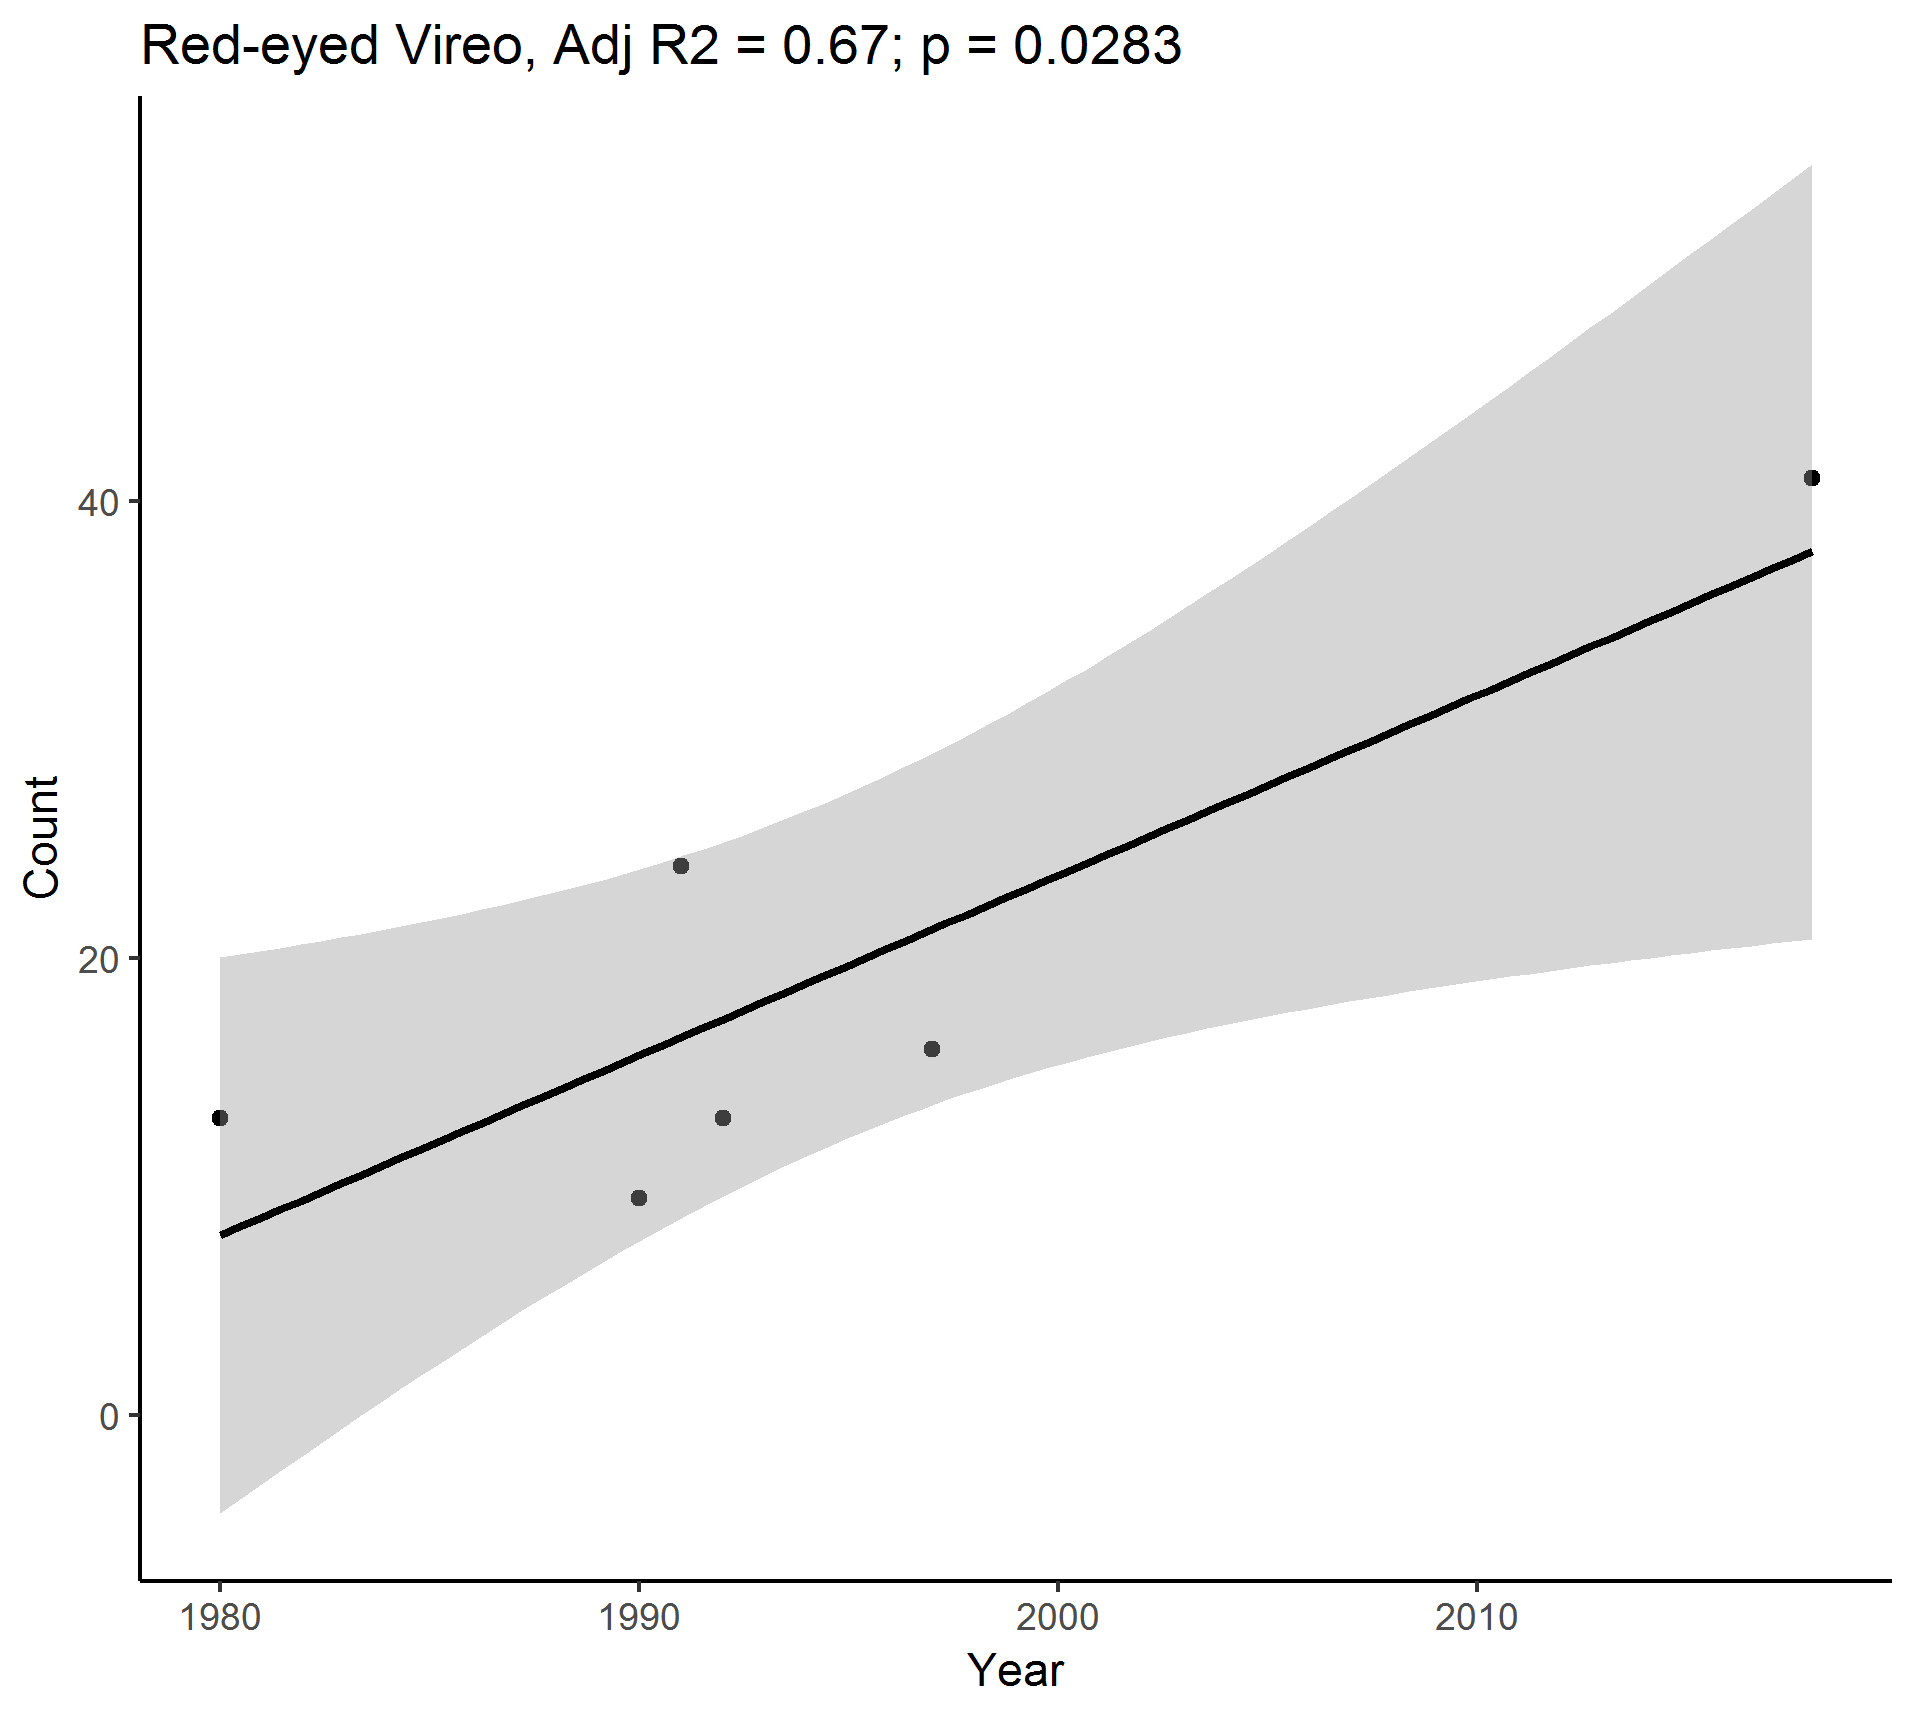 Red-eyed Vireo, Adj R2 = 0.67; p = 0.0283
Count
40
20
0
1980 1990 2000 2010
Year